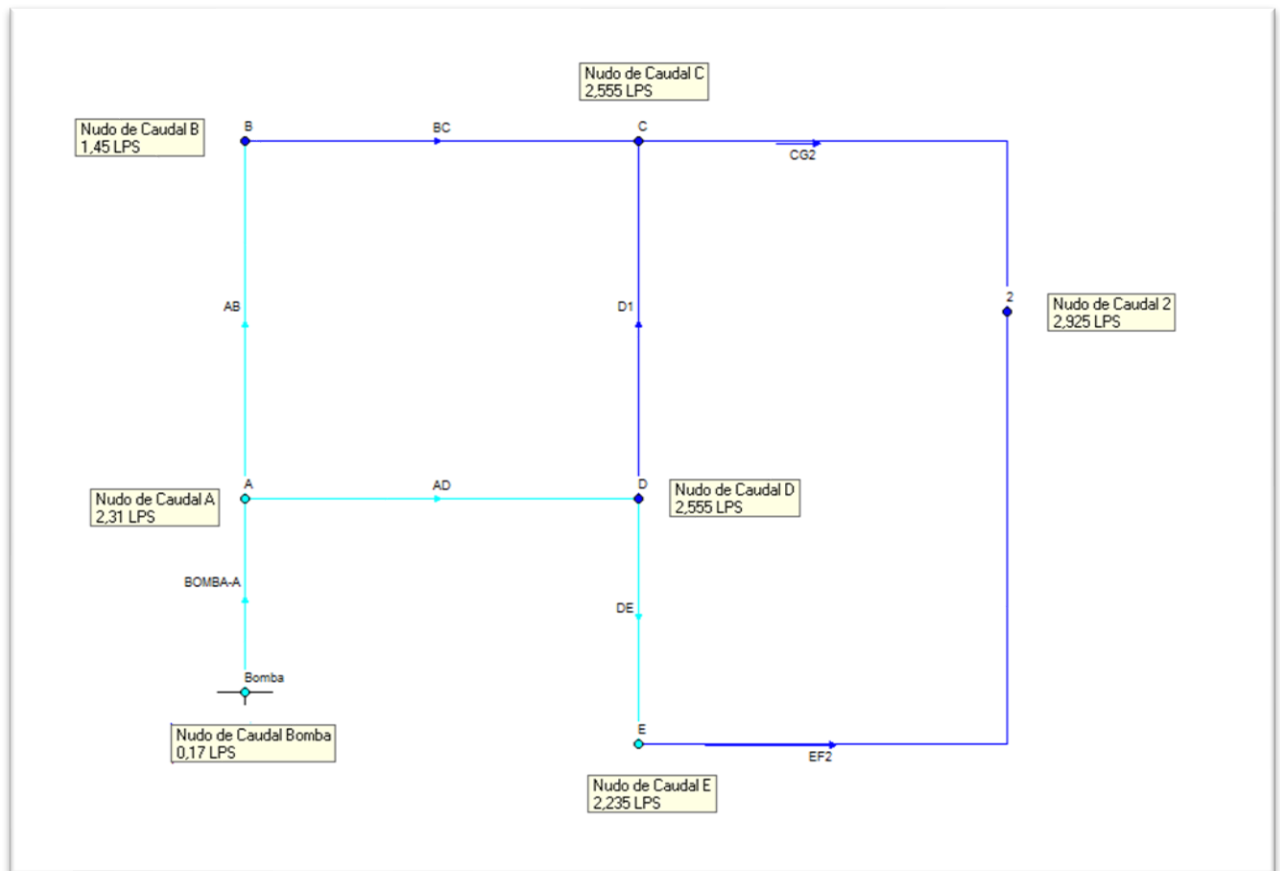 Nudo de Caudal C
2,555 LPS
Nudo de Caudal B
1,45 LPS
B
BC
C
CG2
AB
D1
2
Nudo de Caudal 2
2,925 LPS
A
AD
D
Nudo de Caudal A
2,31 LPS
Nudo de Caudal D
2,555 LPS
BOMBA-A
DE
Bomba
Nudo de Caudal Bomba
0,17 LPS
E
EF2
Nudo de Caudal E
2,235 LPS